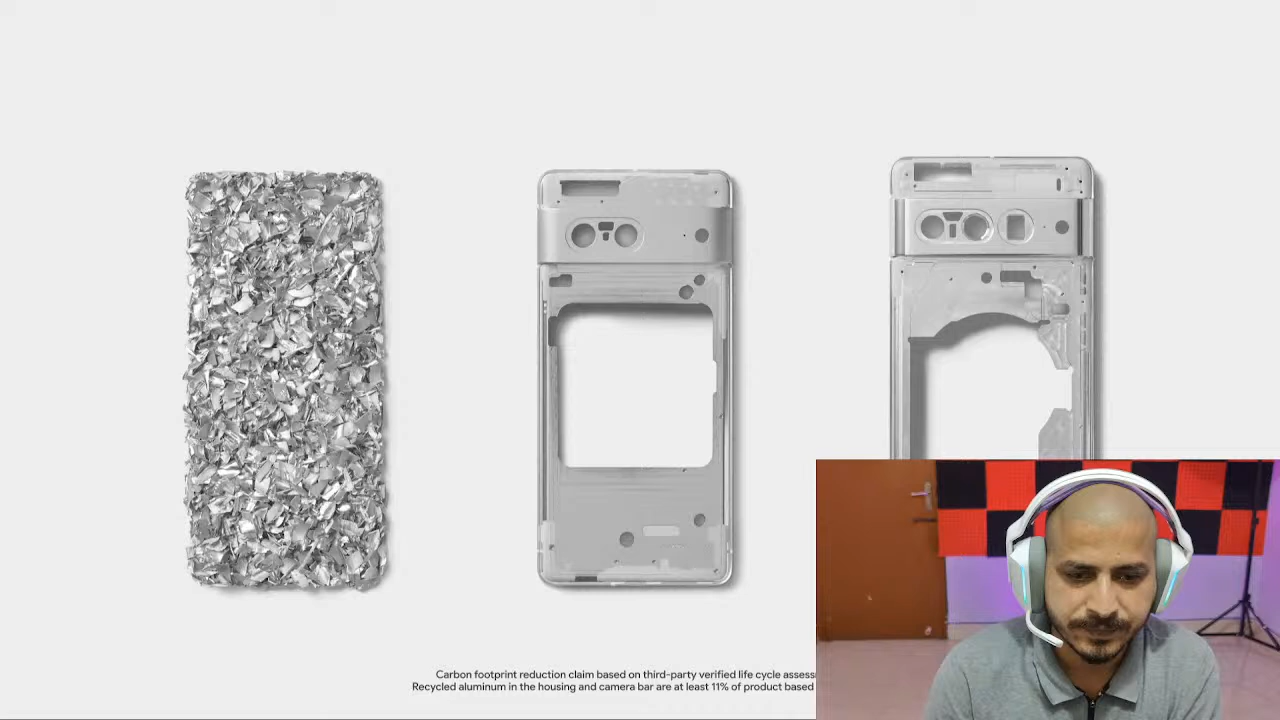 Carbon footprint reduction claim based on third-party verified life cycle
Recycled aluminum in the housing and camera bar are at least 11% of product based